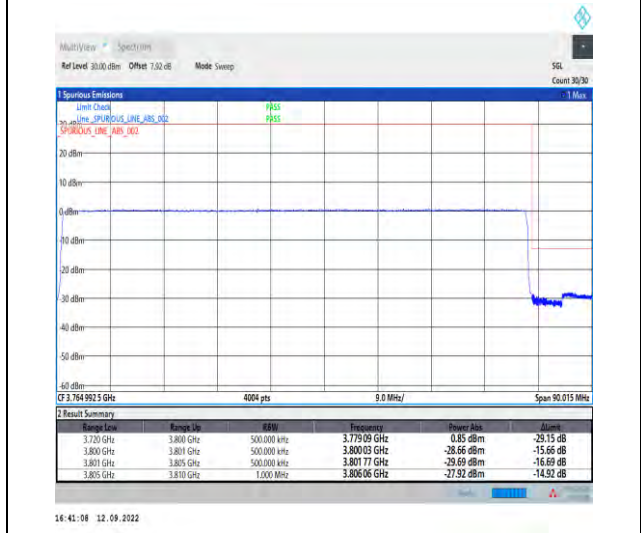 MultiView Spectrum
Ref Level 30.00 dBm Offset 7.92 dB Mode Sweep SGL
Count 30/30
1 Spurious Emissions 1 Max
Limit Check PASS
Line _SPURIOUS_LINE_ABS_002 PASS
_SPURIOUS_LINE_ABS_002
20 dBm
10 dBm
0 dBm
-10 dBm
-20 dBm
-30 dBm
-40 dBm
-50 dBm
-60 dBm
CF 3.764 992 5 GHz 4004 pts 9.0 MHz/ Span 90.015 MHz
2 Result Summary
Range Low Range Up RBW Frequency Power Abs ΔLimit
3.720 GHz 3.800 GHz 500.000 kHz 3.779 09 GHz 0.85 dBm -29.15 dB
3.800 GHz 3.801 GHz 500.000 kHz 3.800 03 GHz -28.66 dBm -15.66 dB
3.801 GHz 3.805 GHz 500.000 kHz 3.801 77 GHz -29.69 dBm -16.69 dB
3.805 GHz 3.810 GHz 1.000 MHz 3.806 06 GHz -27.92 dBm -14.92 dB
16:41:08 12.09.2022